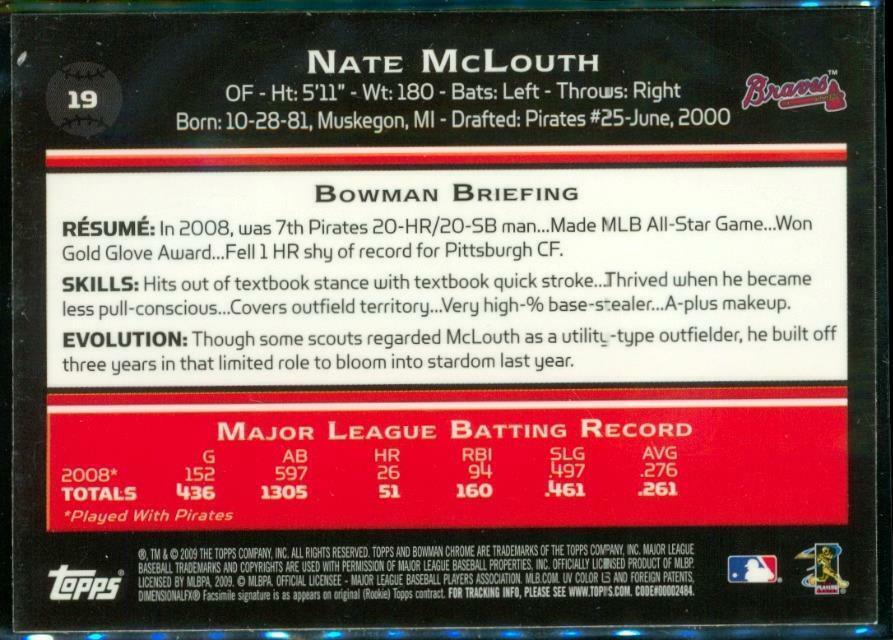 19
NATE MCLOUTH
OF - Ht: 5'11" - Wt: 180 - Bats: Left - Throws: Right
Born: 10-28-81, Muskegon, MI - Drafted: Pirates #25-June, 2000
Braves™
BOWMAN BRIEFING
RÉSUMÉ: In 2008, was 7th Pirates 20-HR/20-SB man...Made MLB All-Star Game...Won
Gold Glove Award...Fell 1 HR shy of record for Pittsburgh CF.
SKILLS: Hits out of textbook stance with textbook quick stroke...Thrived when he became
less pull-conscious...Covers outfield territory...Very high-% base-stealer...A-plus makeup.
EVOLUTION: Though some scouts regarded McLouth as a utility-type outfielder, he built off
three years in that limited role to bloom into stardom last year.
MAJOR LEAGUE BATTING RECORD
G AB HR RBI SLG AVG
2008* 152 597 26 94 .497 .276
TOTALS 436 1305 51 160 .461 .261
*Played With Pirates
topps®
®, TM & © 2009 THE TOPPS COMPANY, INC. ALL RIGHTS RESERVED. TOPPS AND BOWMAN CHROME ARE TRADEMARKS OF THE TOPPS COMPANY, INC. MAJOR LEAGUE
BASEBALL TRADEMARKS AND COPYRIGHTS ARE USED WITH PERMISSION OF MAJOR LEAGUE BASEBALL PROPERTIES, INC. OFFICIALLY LICENSED PRODUCT OF MLBP.
LICENSED BY MLBPA, 2009. © MLBPA. OFFICIAL LICENSEE - MAJOR LEAGUE BASEBALL PLAYERS ASSOCIATION. MLB.COM. UV COLOR US AND FOREIGN PATENTS,
DIMENSIONALFX® Facsimile signature is as appears on original (Rookie) Topps contract. FOR TRACKING INFO, PLEASE SEE WWW.TOPPS.COM. CODE#00002484.